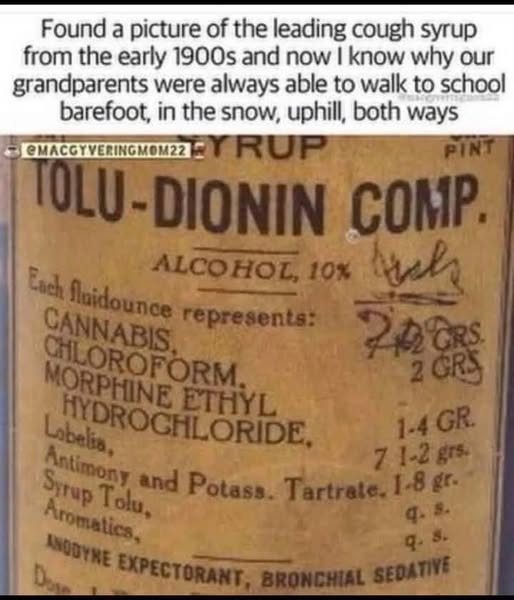 Found a picture of the leading cough syrup
from the early 1900s and now I know why our
grandparents were always able to walk to school
barefoot, in the snow, uphill, both ways
@MACGYVERINGMOM22
SYRUP
PINT
TOLU-DIONIN COMP.
ALCOHOL, 10%
Each fluidounce represents:
CANNABIS, GRS.
CHLOROFORM, 2 GRS
MORPHINE ETHYL
HYDROCHLORIDE, 1-4 GR.
Lobelia, 7 1-2 grs.
Antimony and Potass. Tartrate, 1-8 gr.
Syrup Tolu, q. s.
Aromatics, q. s.
ANODYNE EXPECTORANT, BRONCHIAL SEDATIVE